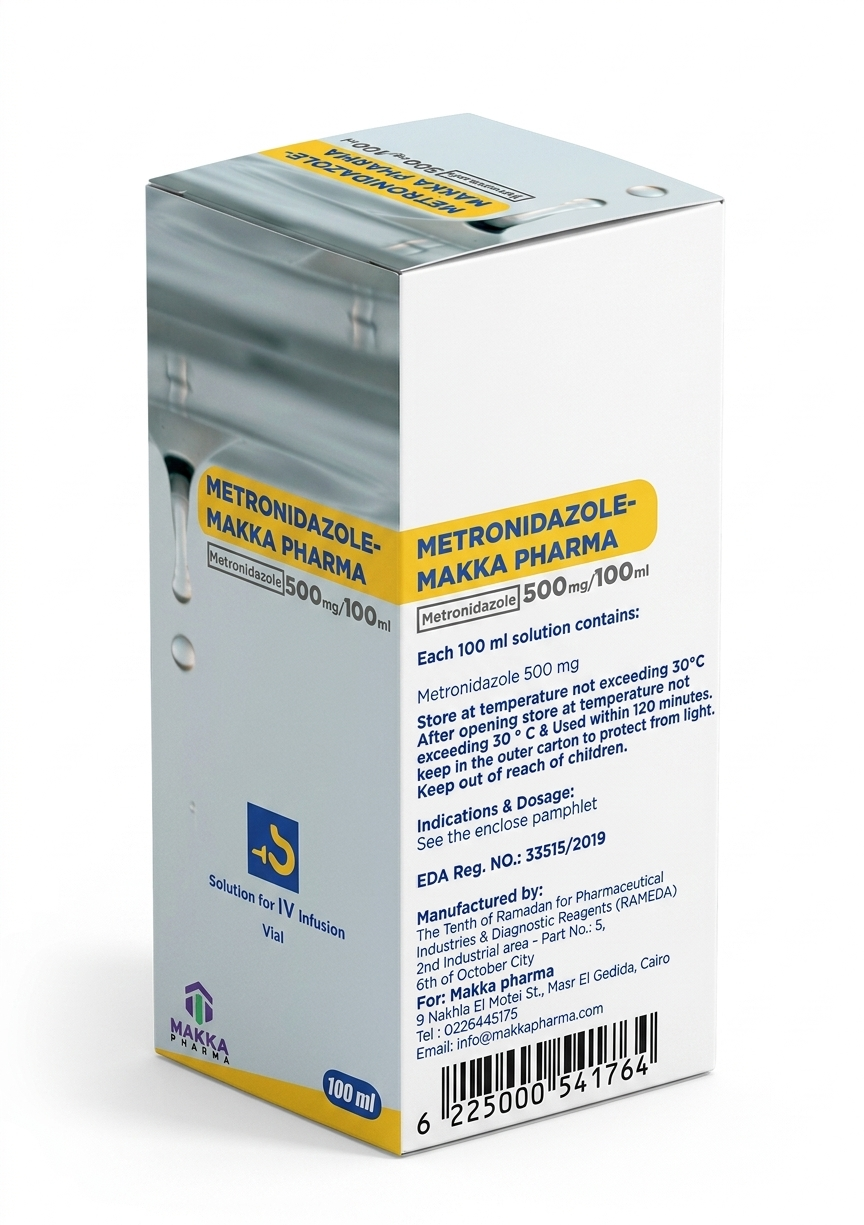 METRONIDAZOLE-
MAKKA PHARMA
500mg/100ml
METRONIDAZOLE-
MAKKA PHARMA
Metronidazole 500mg/100ml
Solution for IV Infusion
Vial
MAKKA
PHARMA
100 ml
METRONIDAZOLE-
MAKKA PHARMA
Metronidazole 500mg/100ml
Each 100 ml solution contains:
Metronidazole 500 mg
Store at temperature not exceeding 30°C
After opening store at temperature not
exceeding 30 ° C & Used within 120 minutes.
keep in the outer carton to protect from light.
Keep out of reach of children.
Indications & Dosage:
See the enclose pamphlet
EDA Reg. NO.: 33515/2019
Manufactured by:
The Tenth of Ramadan for Pharmaceutical
Industries & Diagnostic Reagents (RAMEDA)
2nd Industrial area - Part No.: 5,
6th of October City
For: Makka pharma
9 Nakhla El Motei St., Masr El Gedida, Cairo
Tel : 0226445175
Email: info@makkapharma.com
6 225000 541764